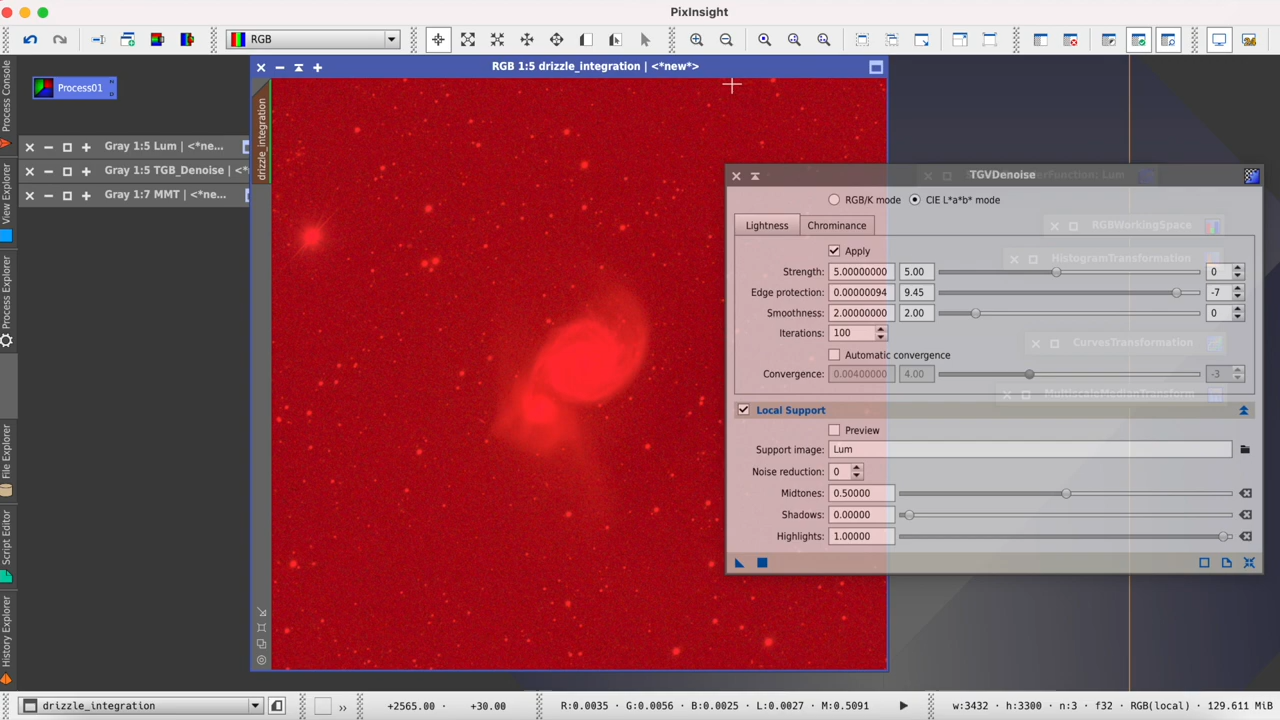 PixInsight
RGB
Process Console
View Explorer
Process Explorer
File Explorer
Script Editor
History Explorer
Process01
N
D
Gray 1:5 Lum | <*ne...
Gray 1:5 TGB_Denoise | <*
Gray 1:7 MMT | <*ne...
RGB 1:5 drizzle_integration | <*new*>
drizzle_integration
TGVDenoise
RGB/K mode
CIE L*a*b* mode
Lightness
Chrominance
Apply
Strength: 5.00000000 5.00 0
Edge protection: 0.00000094 9.45 -7
Smoothness: 2.00000000 2.00 0
Iterations: 100
Automatic convergence
Convergence: 0.00400000 4.00 -3
Local Support
Preview
Support image: Lum
Noise reduction: 0
Midtones: 0.50000
Shadows: 0.00000
Highlights: 1.00000
erFunction: Lum
RGBWorkingSpace
HistogramTransformation
CurvesTransformation
MultiscaleMedianTransform
drizzle_integration
››
+2565.00 · +30.00
R:0.0035 · G:0.0056 · B:0.0025 · L:0.0027 · M:0.5091
w:3432 · h:3300 · n:3 · f32 · RGB(local) · 129.611 MiB